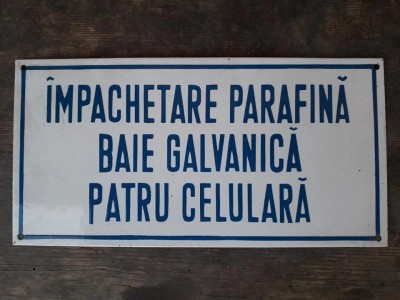 ÎMPACHETARE PARAFINĂ
BAIE GALVANICĂ
PATRU CELULARĂ